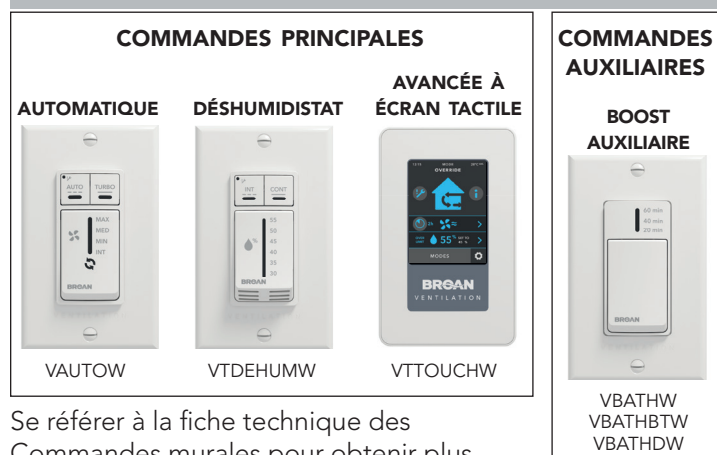 COMMANDES PRINCIPALES
AUTOMATIQUE
DÉSHUMIDISTAT
AVANCÉE À
ÉCRAN TACTILE
AUTO TURBO
MAX
MED
MIN
INT
BROAN
VAUTOW
INT CONT
55
50
45
40
35
30
%
BROAN
VTDEHUMW
OVERRIDE
2h
55 %
MODES
BROAN
VENTILATION
VTTOUCHW
COMMANDES
AUXILIAIRES
BOOST
AUXILIAIRE
60 min
40 min
20 min
BROAN
VBATHW
VBATHBTW
VBATHDW
Se référer à la fiche technique des
Commandes murales pour obtenir plus